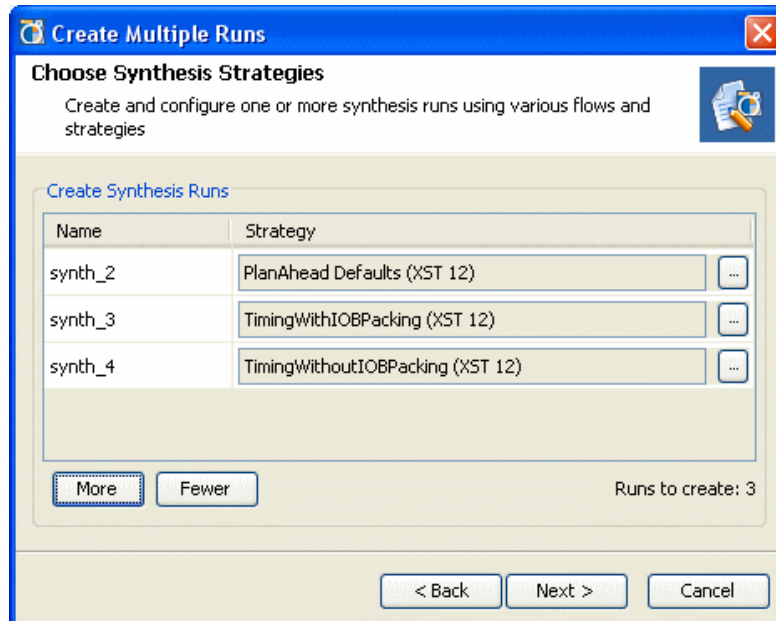 Create Multiple Runs
Choose Synthesis Strategies
Create and configure one or more synthesis runs using various flows and
strategies
Create Synthesis Runs
Name Strategy
synth_2 PlanAhead Defaults (XST 12) ...
synth_3 TimingWithIOBPacking (XST 12) ...
synth_4 TimingWithoutIOBPacking (XST 12) ...
More Fewer Runs to create: 3
< Back Next > Cancel